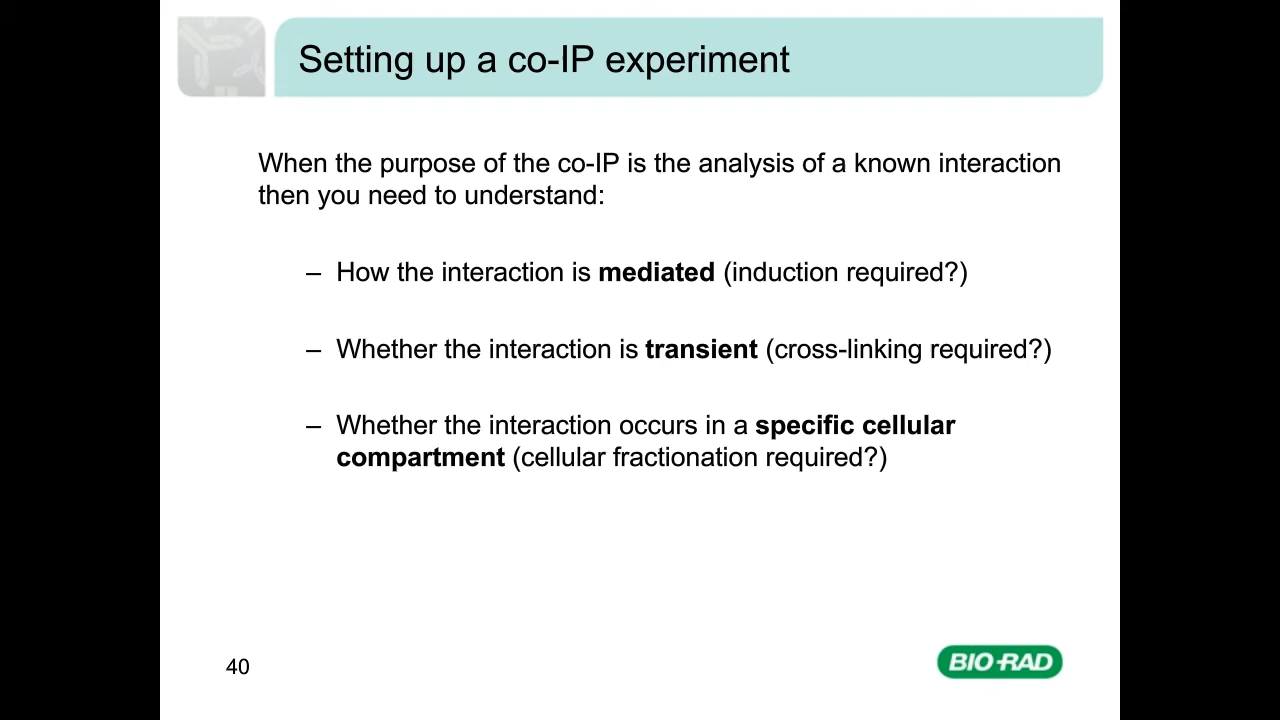 Setting up a co-IP experiment
When the purpose of the co-IP is the analysis of a known interaction
then you need to understand:
– How the interaction is mediated (induction required?)
– Whether the interaction is transient (cross-linking required?)
– Whether the interaction occurs in a specific cellular
compartment (cellular fractionation required?)
40
BIO-RAD